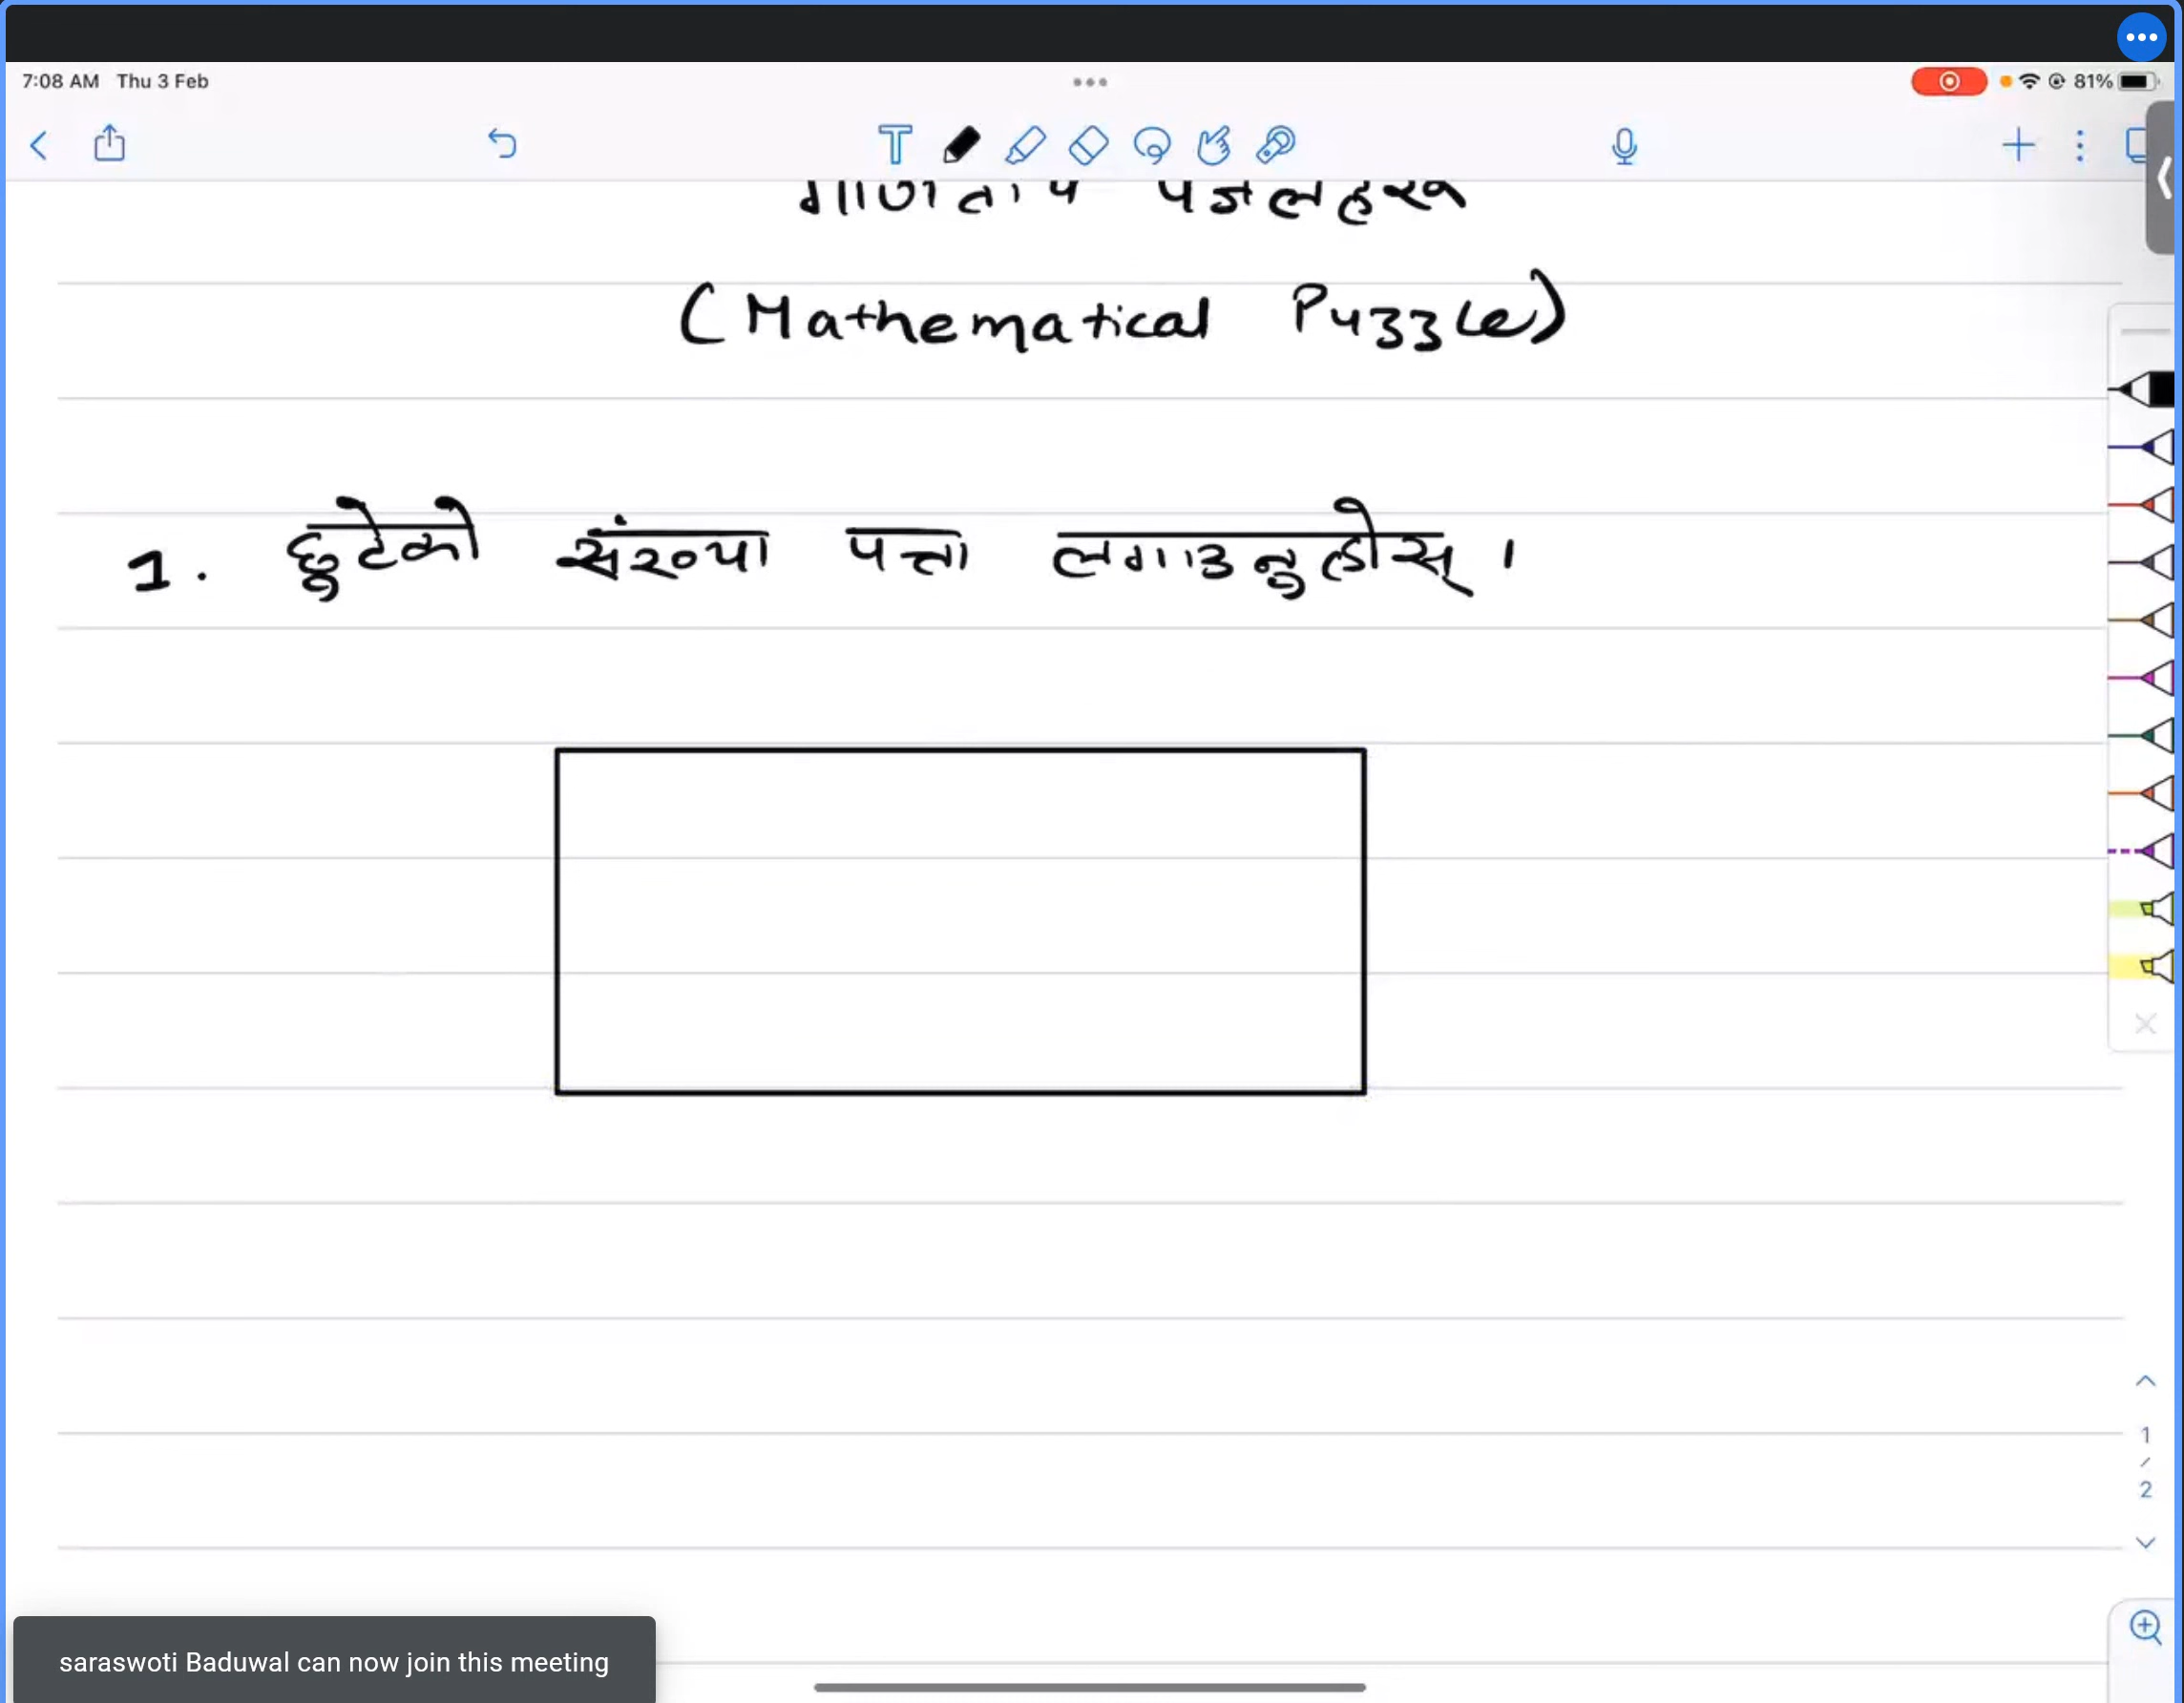 7:08 AM Thu 3 Feb
81%
(Mathematical Puzzle)
1. छुटेको संख्या पत्ता लगाउनुहोस् ।
1
/
2
saraswoti Baduwal can now join this meeting